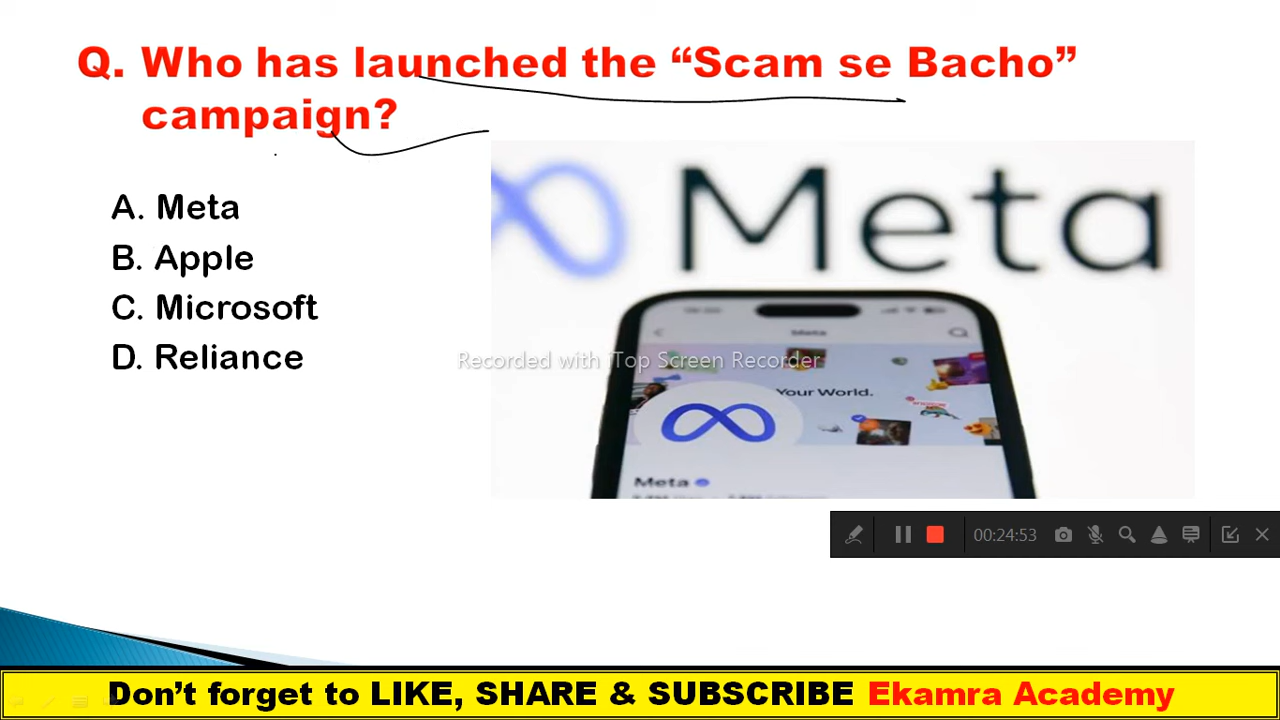 Q. Who has launched the “Scam se Bacho”
campaign?
A. Meta
B. Apple
C. Microsoft
D. Reliance
Meta
Meta
Your World.
Meta
Recorded with iTop Screen Recorder
00:24:53
Don’t forget to LIKE, SHARE & SUBSCRIBE Ekamra Academy